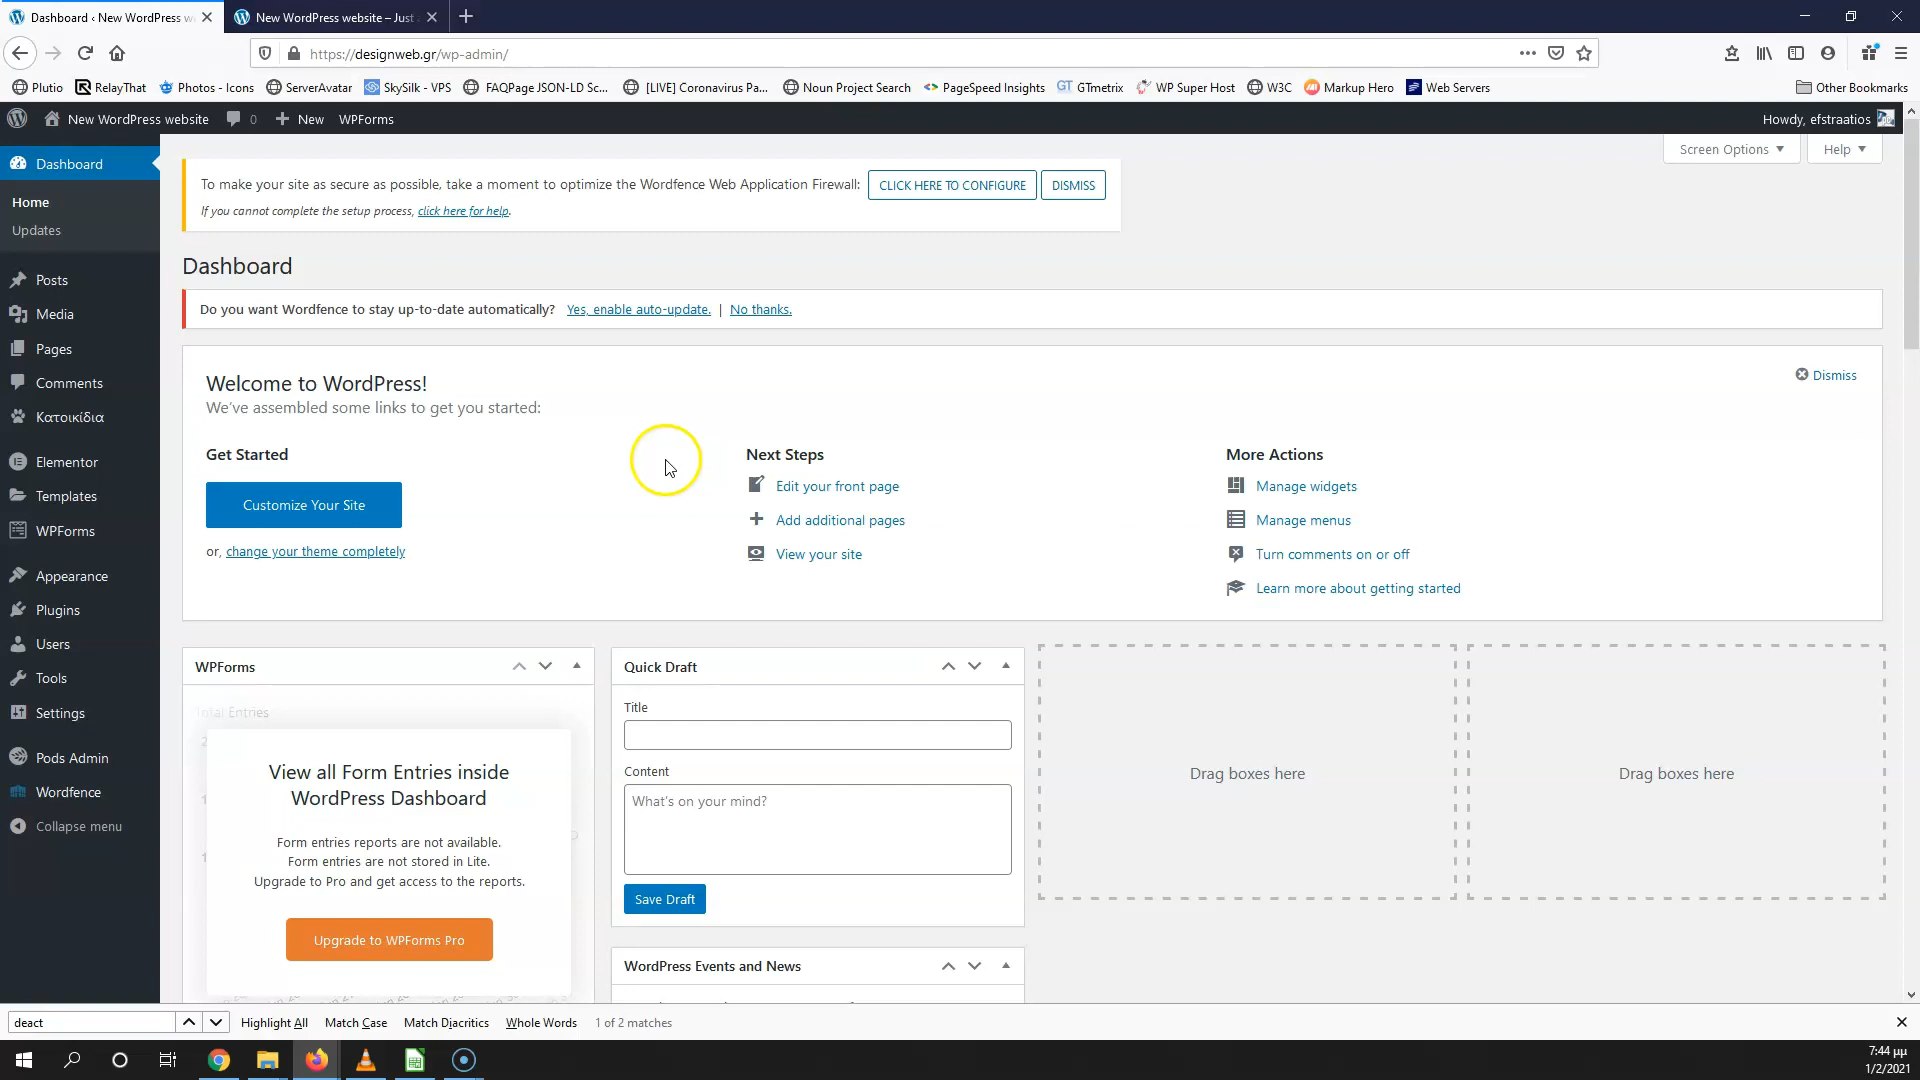 Dashboard ‹ New WordPress w
New WordPress website – Just
https://designweb.gr/wp-admin/
Plutio
RelayThat
Photos - Icons
ServerAvatar
SkySilk - VPS
FAQPage JSON-LD Sc...
[LIVE] Coronavirus Pa...
Noun Project Search
PageSpeed Insights
GTmetrix
WP Super Host
W3C
Markup Hero
Web Servers
Other Bookmarks
New WordPress website
0
New
WPForms
Howdy, efstraatios
Dashboard
Home
Updates
Posts
Media
Pages
Comments
Κατοικίδια
Elementor
Templates
WPForms
Appearance
Plugins
Users
Tools
Settings
Pods Admin
Wordfence
Collapse menu
Screen Options
Help
To make your site as secure as possible, take a moment to optimize the Wordfence Web Application Firewall: CLICK HERE TO CONFIGURE DISMISS
If you cannot complete the setup process, click here for help.
Dashboard
Do you want Wordfence to stay up-to-date automatically? Yes, enable auto-update. | No thanks.
Welcome to WordPress!
Dismiss
We've assembled some links to get you started:
Get Started
Customize Your Site
or, change your theme completely
Next Steps
Edit your front page
Add additional pages
View your site
More Actions
Manage widgets
Manage menus
Turn comments on or off
Learn more about getting started
WPForms
Total Entries
View all Form Entries inside
WordPress Dashboard
Form entries reports are not available.
Form entries are not stored in Lite.
Upgrade to Pro and get access to the reports.
Upgrade to WPForms Pro
Quick Draft
Title
Content
What's on your mind?
Save Draft
WordPress Events and News
Drag boxes here
Drag boxes here
deact
Highlight All
Match Case
Match Diacritics
Whole Words
1 of 2 matches
7:44 μμ
1/2/2021